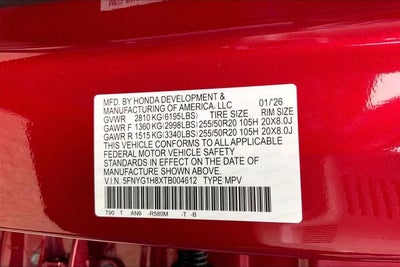 MFD. BY HONDA DEVELOPMENT &
MANUFACTURING OF AMERICA, LLC 01/26
GVWR 2810 KG(6195LBS) TIRE SIZE RIM SIZE
GAWR F 1360 KG(2998LBS) 255/50R20 105H 20X8.0J
GAWR R 1515 KG(3340LBS) 255/50R20 105H 20X8.0J
THIS VEHICLE CONFORMS TO ALL APPLICABLE
FEDERAL MOTOR VEHICLE SAFETY
STANDARDS IN EFFECT ON THE DATE OF
MANUFACTURE SHOWN ABOVE.
V.I.N. 5FNYG1H8XTB004612 TYPE MPV
T90 T AN9 -R580M -T -B